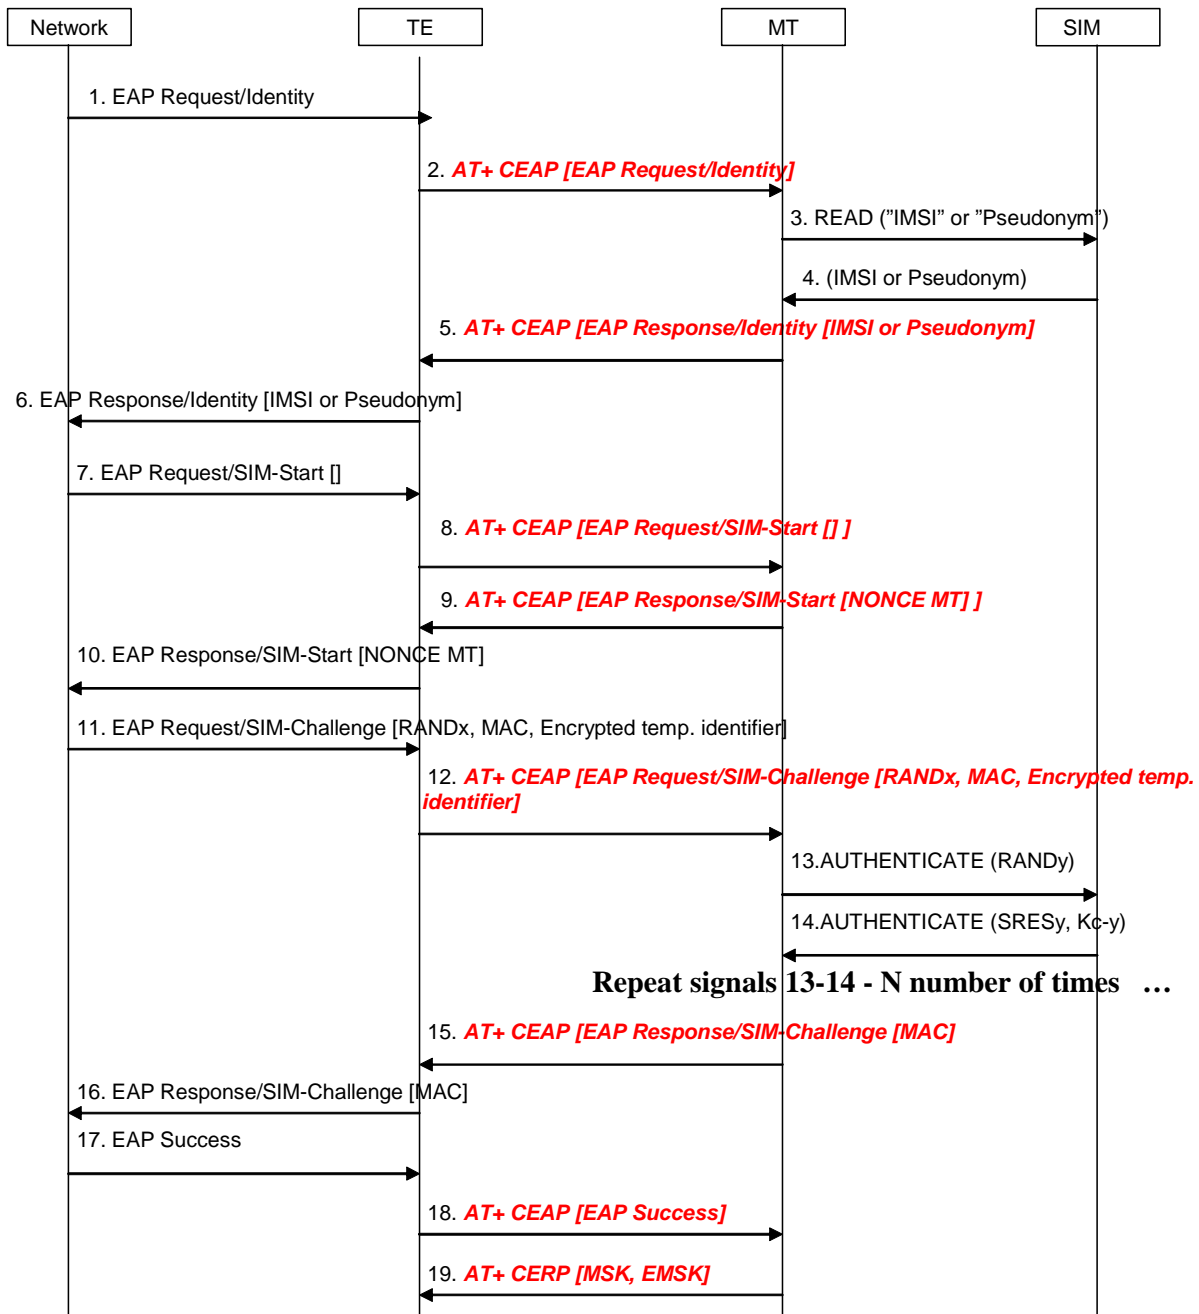 Network TE MT SIM
1. EAP Request/Identity
2. AT+ CEAP [EAP Request/Identity]
3. READ (”IMSI” or ”Pseudonym”)
4. (IMSI or Pseudonym)
5. AT+ CEAP [EAP Response/Identity [IMSI or Pseudonym]
6. EAP Response/Identity [IMSI or Pseudonym]
7. EAP Request/SIM-Start []
8. AT+ CEAP [EAP Request/SIM-Start [] ]
9. AT+ CEAP [EAP Response/SIM-Start [NONCE MT] ]
10. EAP Response/SIM-Start [NONCE MT]
11. EAP Request/SIM-Challenge [RANDx, MAC, Encrypted temp. identifier]
12. AT+ CEAP [EAP Request/SIM-Challenge [RANDx, MAC, Encrypted temp.
identifier]
13.AUTHENTICATE (RANDy)
14.AUTHENTICATE (SRESy, Kc-y)
Repeat signals 13-14 - N number of times …
15. AT+ CEAP [EAP Response/SIM-Challenge [MAC]
16. EAP Response/SIM-Challenge [MAC]
17. EAP Success
18. AT+ CEAP [EAP Success]
19. AT+ CERP [MSK, EMSK]